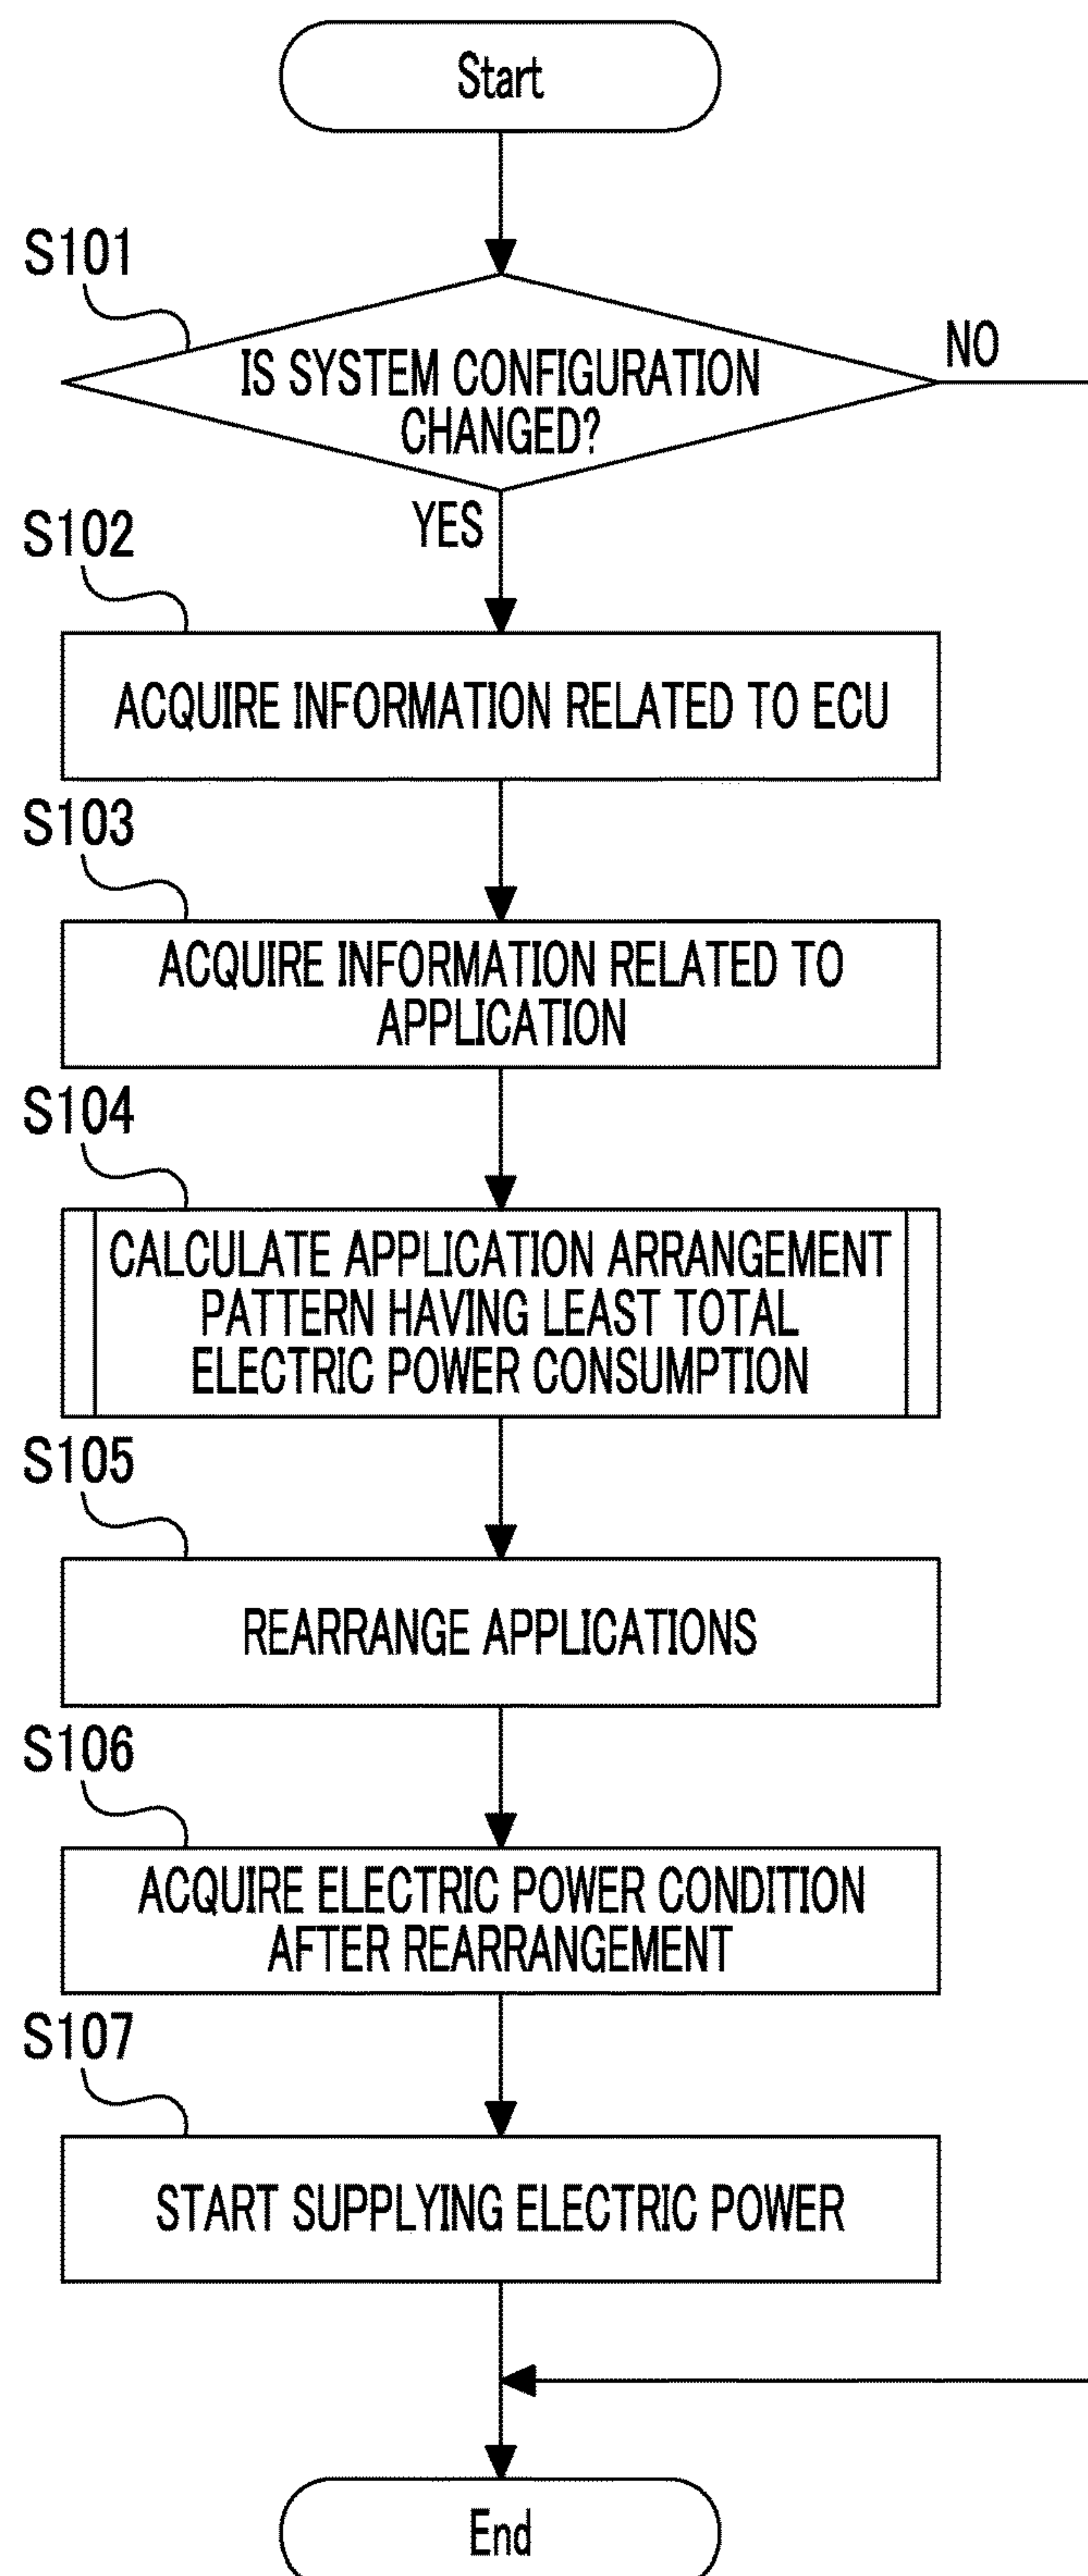 Start
S101
IS SYSTEM CONFIGURATION
CHANGED?
NO
YES
S102
ACQUIRE INFORMATION RELATED TO ECU
S103
ACQUIRE INFORMATION RELATED TO
APPLICATION
S104
CALCULATE APPLICATION ARRANGEMENT
PATTERN HAVING LEAST TOTAL
ELECTRIC POWER CONSUMPTION
S105
REARRANGE APPLICATIONS
S106
ACQUIRE ELECTRIC POWER CONDITION
AFTER REARRANGEMENT
S107
START SUPPLYING ELECTRIC POWER
End